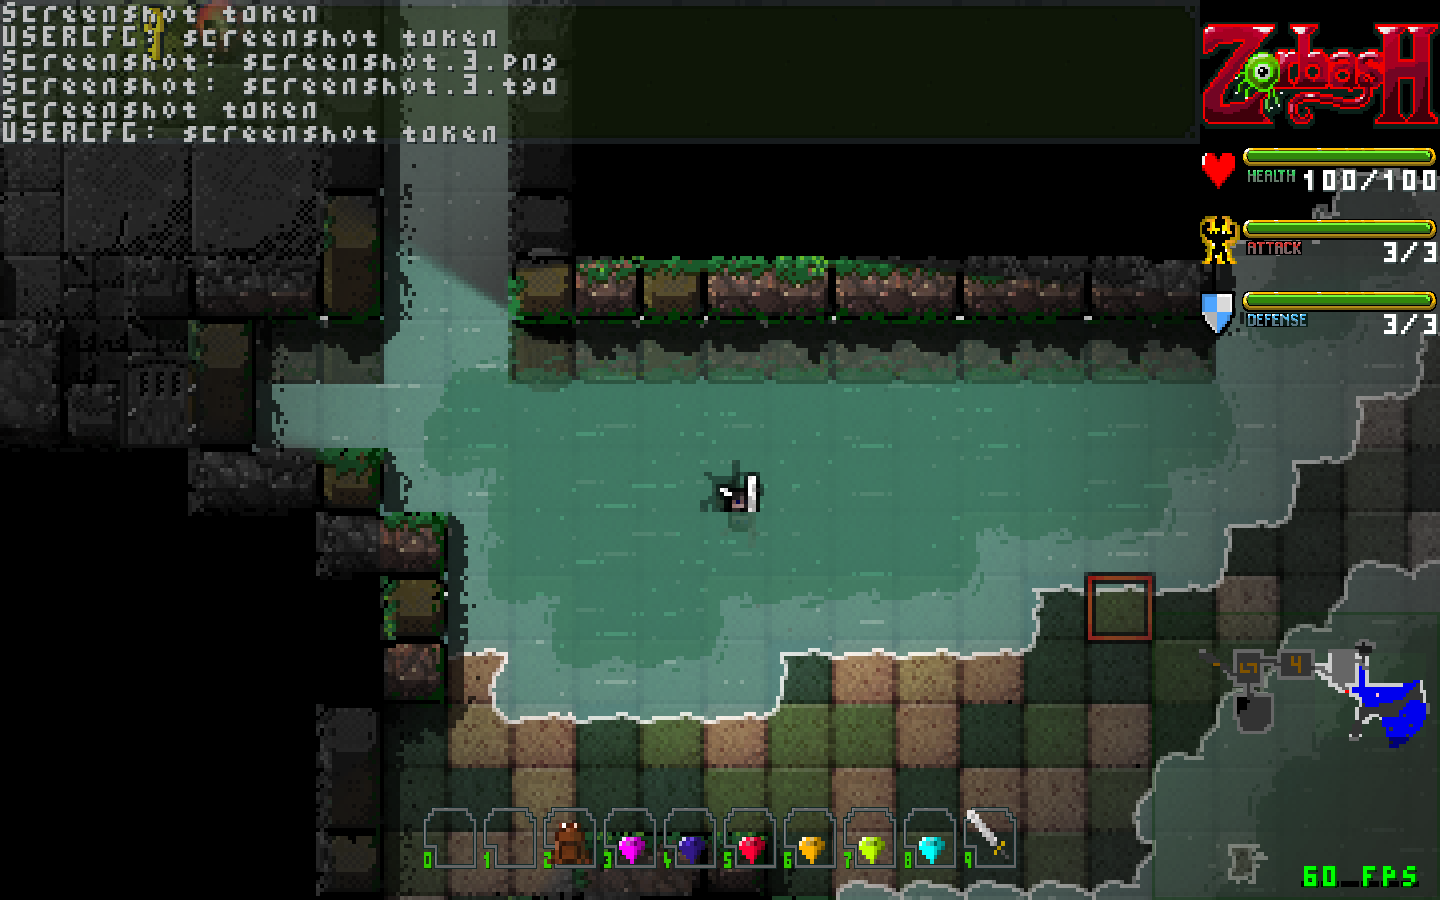 Screenshot taken
USERCFG: screenshot taken
Screenshot: screenshot.3.png
Screenshot: screenshot.3.tga
Screenshot taken
USERCFG: screenshot taken
ZorbasH
HEALTH 100/100
ATTACK 3/3
DEFENSE 3/3
4
0 1 2 3 4 5 6 7 8 9
60 FPS